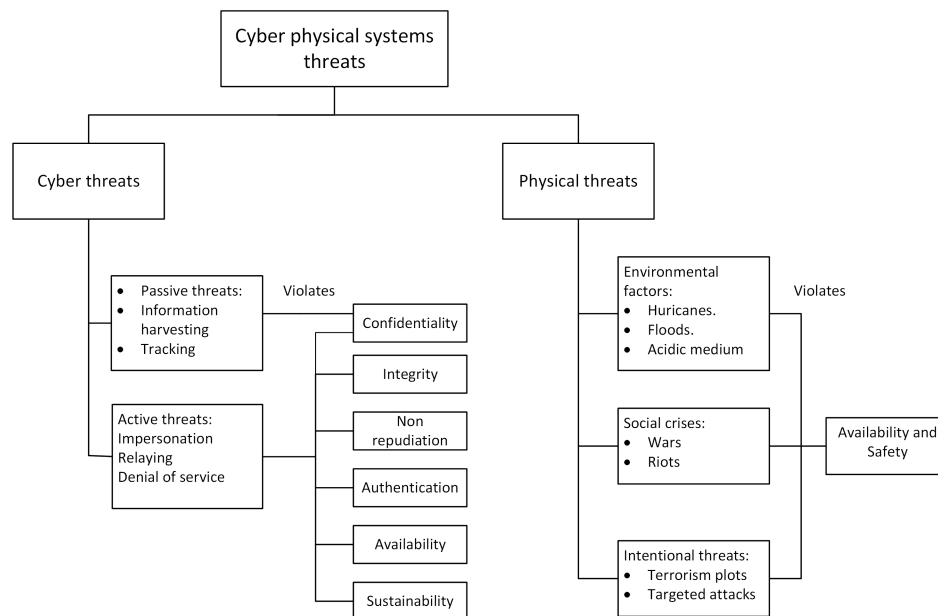 Cyber physical systems
threats
Cyber threats
Physical threats
• Passive threats:
• Information
harvesting
• Tracking
Violates
Confidentiality
Integrity
Non
repudiation
Authentication
Availability
Sustainability
Active threats:
Impersonation
Relaying
Denial of service
Environmental
factors:
• Huricanes.
• Floods.
• Acidic medium
Violates
Social crises:
• Wars
• Riots
Availability and
Safety
Intentional threats:
• Terrorism plots
• Targeted attacks